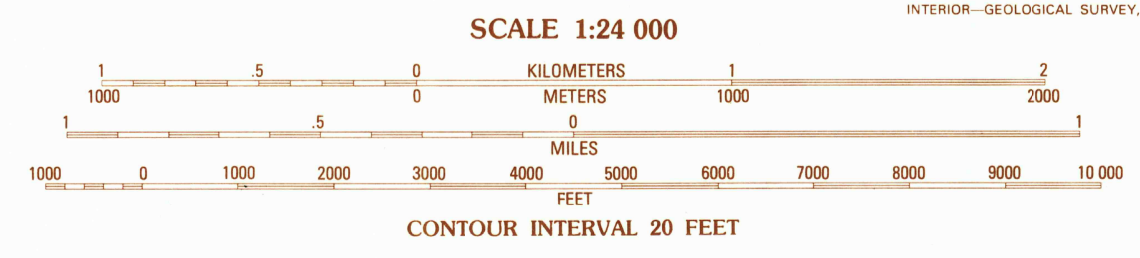 INTERIOR—GEOLOGICAL SURVEY,
SCALE 1:24 000
1 .5 0 KILOMETERS 1 2
1000 0 METERS 1000 2000
1 .5 0 1
MILES
1000 0 1000 2000 3000 4000 5000 6000 7000 8000 9000 10 000
FEET
CONTOUR INTERVAL 20 FEET